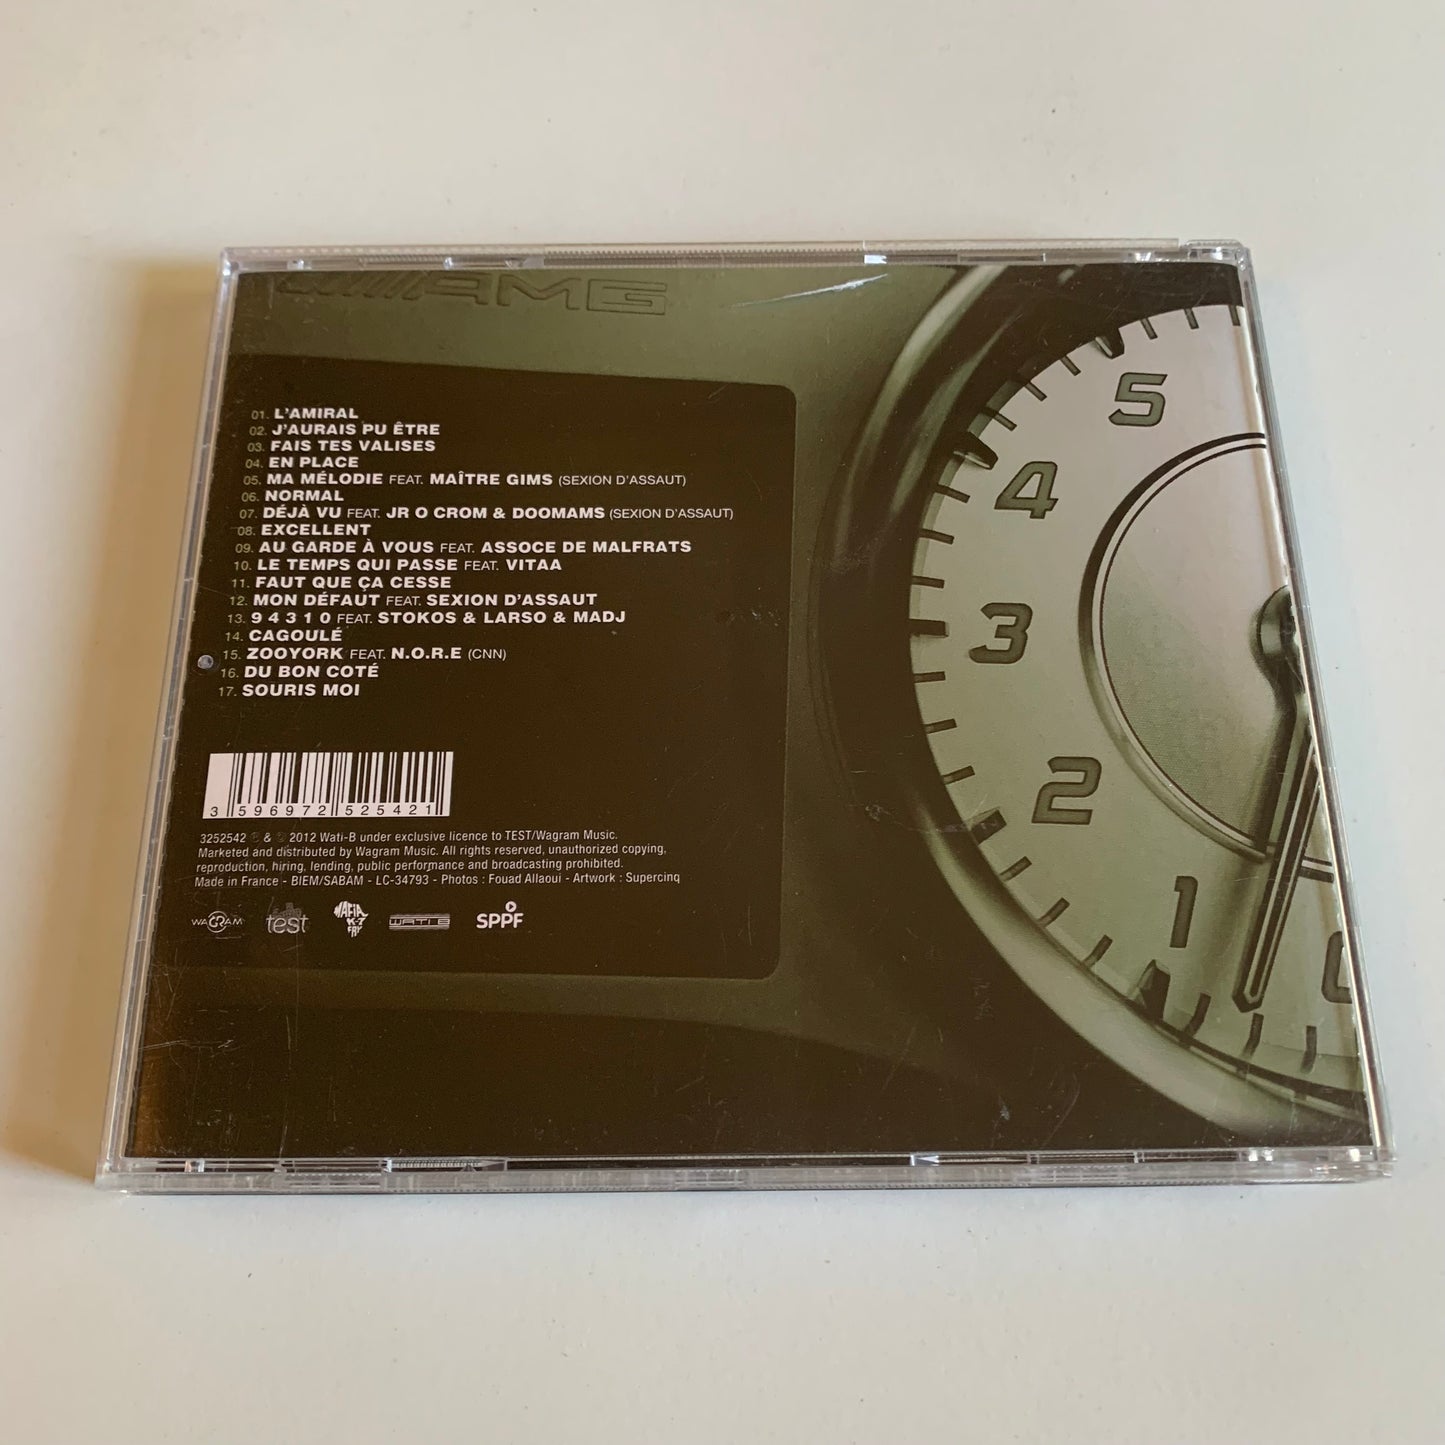 AMG
01. L'AMIRAL
02. J'AURAIS PU ÊTRE
03. FAIS TES VALISES
04. EN PLACE
05. MA MÉLODIE FEAT. MAÎTRE GIMS (SEXION D'ASSAUT)
06. NORMAL
07. DÉJÀ VU FEAT. JR O CROM & DOOMAMS (SEXION D'ASSAUT)
08. EXCELLENT
09. AU GARDE À VOUS FEAT. ASSOCE DE MALFRATS
10. LE TEMPS QUI PASSE FEAT. VITAA
11. FAUT QUE ÇA CESSE
12. MON DÉFAUT FEAT. SEXION D'ASSAUT
13. 9 4 3 1 0 FEAT. STOKOS & LARSO & MADJ
14. CAGOULÉ
15. ZOOYORK FEAT. N.O.R.E (CNN)
16. DU BON COTÉ
17. SOURIS MOI
3 596972 525421
3252542 ℗ & © 2012 Wati-B under exclusive licence to TEST/Wagram Music.
Marketed and distributed by Wagram Music. All rights reserved, unauthorized copying,
reproduction, hiring, lending, public performance and broadcasting prohibited.
Made in France - BIEM/SABAM - LC-34793 - Photos : Fouad Allaoui - Artwork : Supercinq
WAGRAM test MAFIA K-1 FRY WATI B SPPF
5
4
3
2
1
0